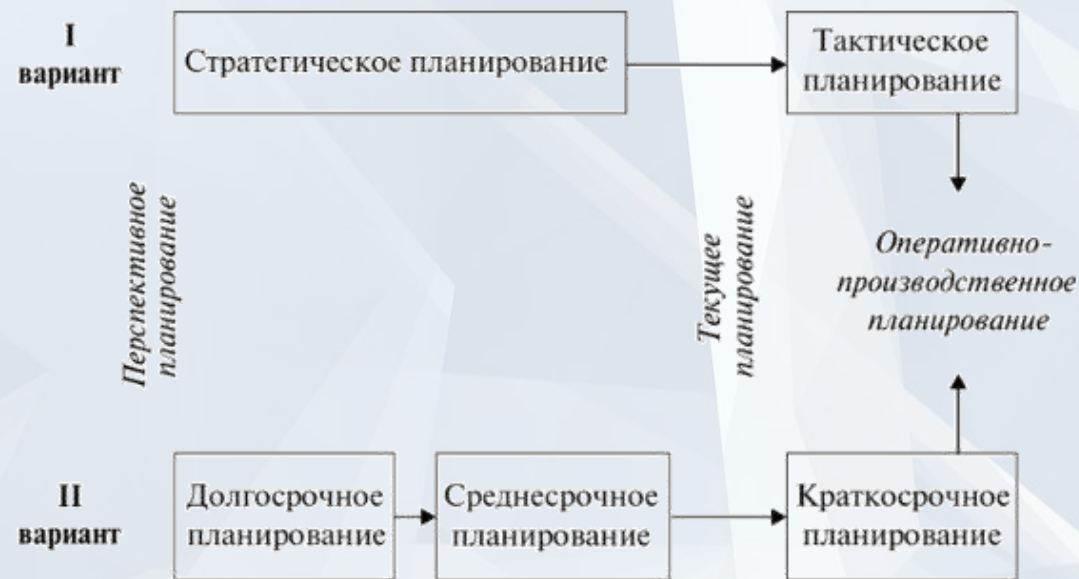 I
вариант
Стратегическое планирование
Тактическое
планирование
Перспективное
планирование
Текущее
планирование
Оперативно-
производственное
планирование
II
вариант
Долгосрочное
планирование
Среднесрочное
планирование
Краткосрочное
планирование